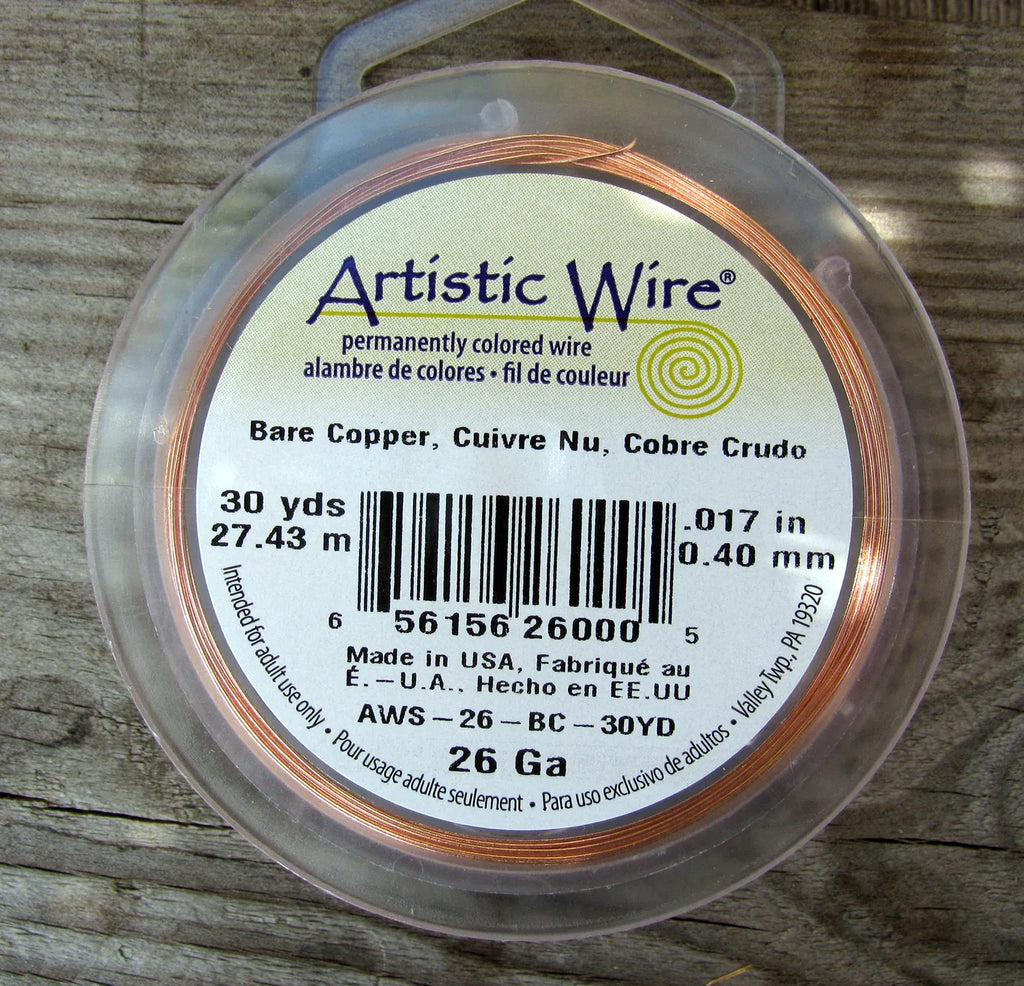 Artistic Wire®
permanently colored wire
alambre de colores • fil de couleur
Bare Copper, Cuivre Nu, Cobre Crudo
30 yds
27.43 m
.017 in
0.40 mm
6 56156 26000 5
Made in USA, Fabriqué au
É.-U.A., Hecho en EE.UU
AWS-26-BC-30YD
26 Ga
Intended for adult use only • Pour usage adulte seulement • Para uso exclusivo de adultos • Valley Twp., PA 19320